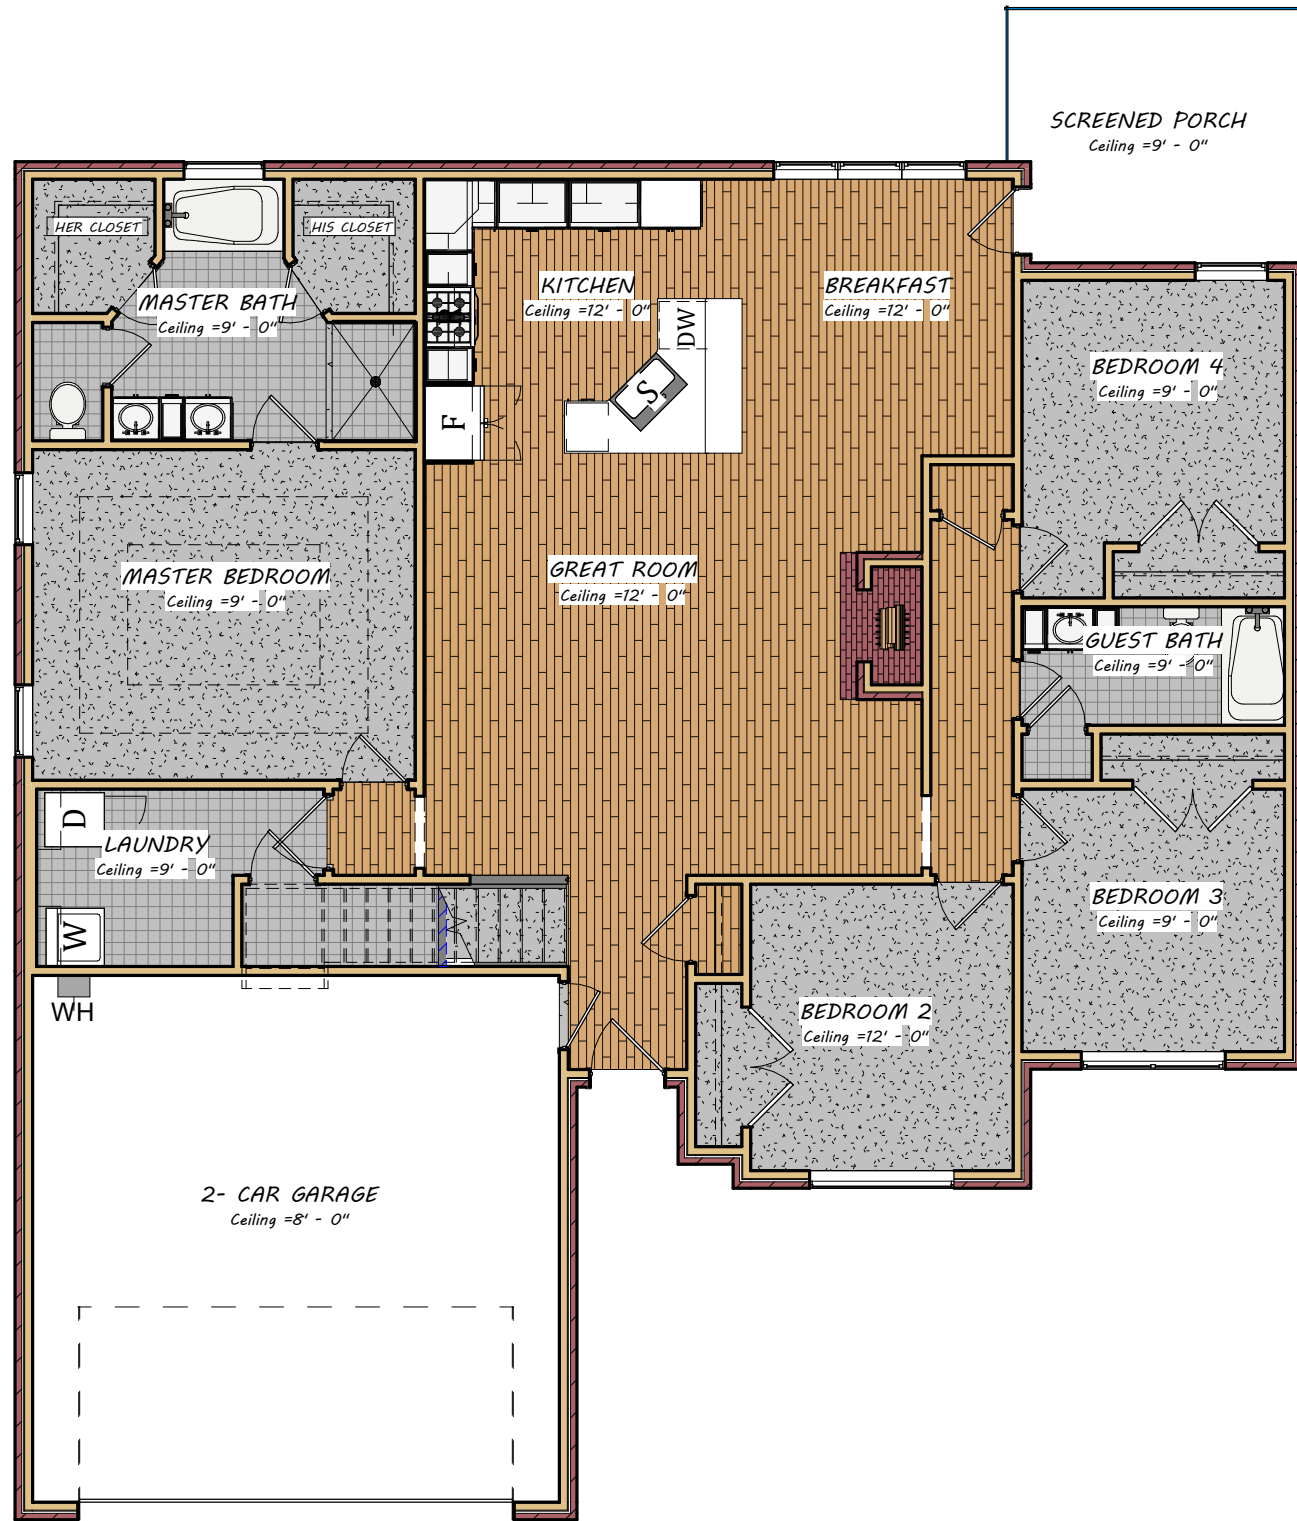 SCREENED PORCH
Ceiling =9' - 0"
HER CLOSET
HIS CLOSET
MASTER BATH
Ceiling =9' - 0"
KITCHEN
Ceiling =12' - 0"
BREAKFAST
Ceiling =12' - 0"
DW
S
F
BEDROOM 4
Ceiling =9' - 0"
MASTER BEDROOM
Ceiling =9' - 0"
GREAT ROOM
Ceiling =12' - 0"
GUEST BATH
Ceiling =9' - 0"
D
LAUNDRY
Ceiling =9' - 0"
W
BEDROOM 3
Ceiling =9' - 0"
WH
BEDROOM 2
Ceiling =12' - 0"
2- CAR GARAGE
Ceiling =8' - 0"